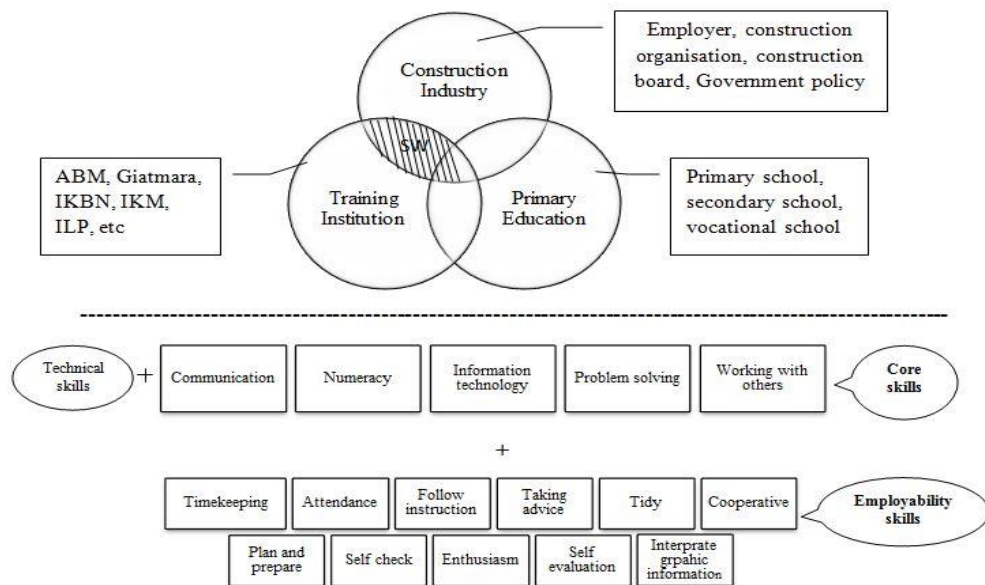 Employer, construction
organisation, construction
board, Government policy
Construction
Industry
SW
ABM, Giatmara,
IKBN, IKM,
ILP, etc
Training
Institution
Primary
Education
Primary school,
secondary school,
vocational school
Technical
skills
+
Communication
Numeracy
Information
technology
Problem solving
Working with
others
Core
skills
+
Timekeeping
Attendance
Follow
instruction
Taking
advice
Tidy
Cooperative
Employability
skills
Plan and
prepare
Self check
Enthusiasm
Self
evaluation
Interprate
grpahic
information